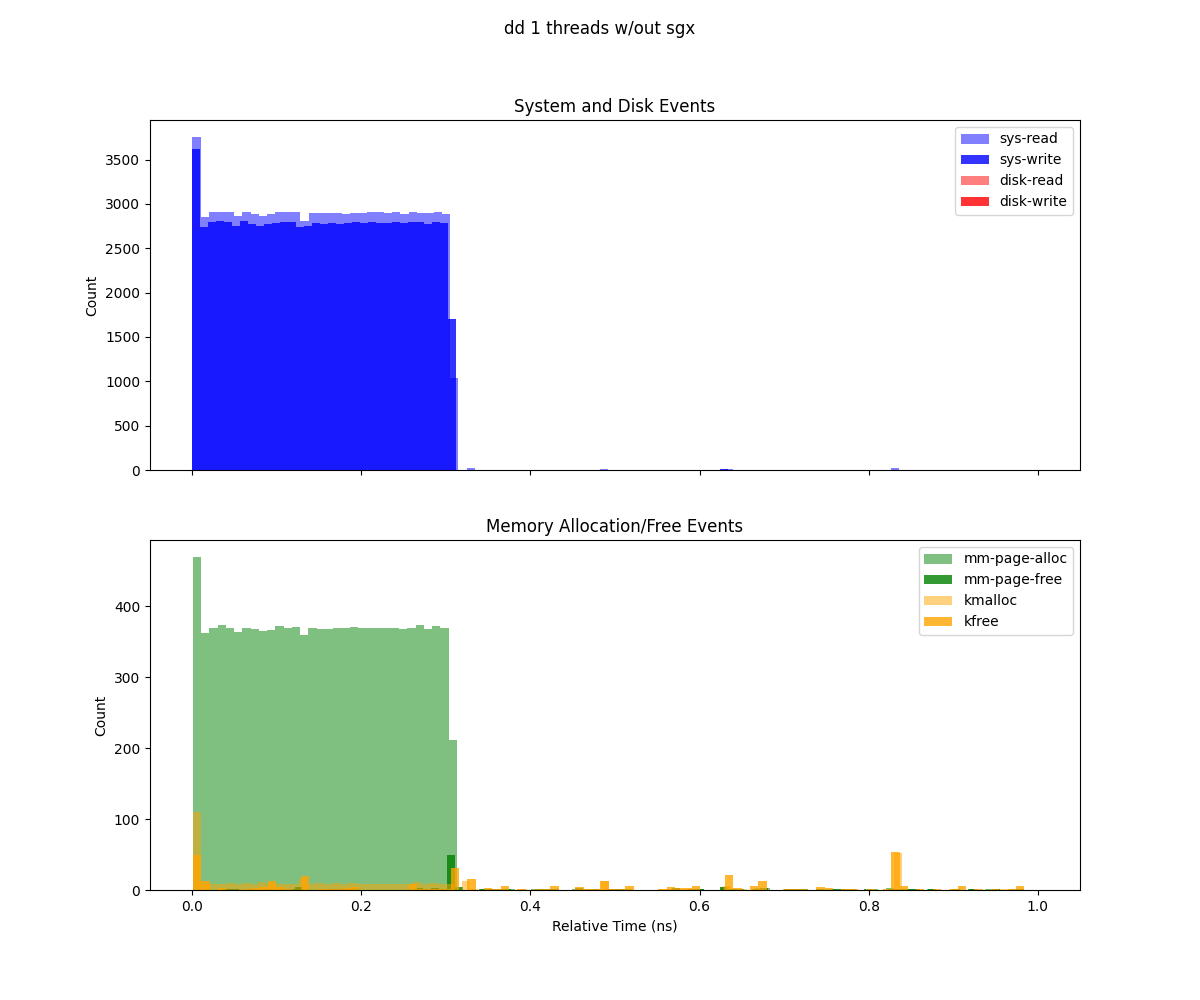 dd 1 threads w/out sgx
System and Disk Events
3500
3000
2500
2000
1500
1000
500
0
Count
sys-read
sys-write
disk-read
disk-write
Memory Allocation/Free Events
400
300
200
100
0
Count
mm-page-alloc
mm-page-free
kmalloc
kfree
0.0 0.2 0.4 0.6 0.8 1.0
Relative Time (ns)